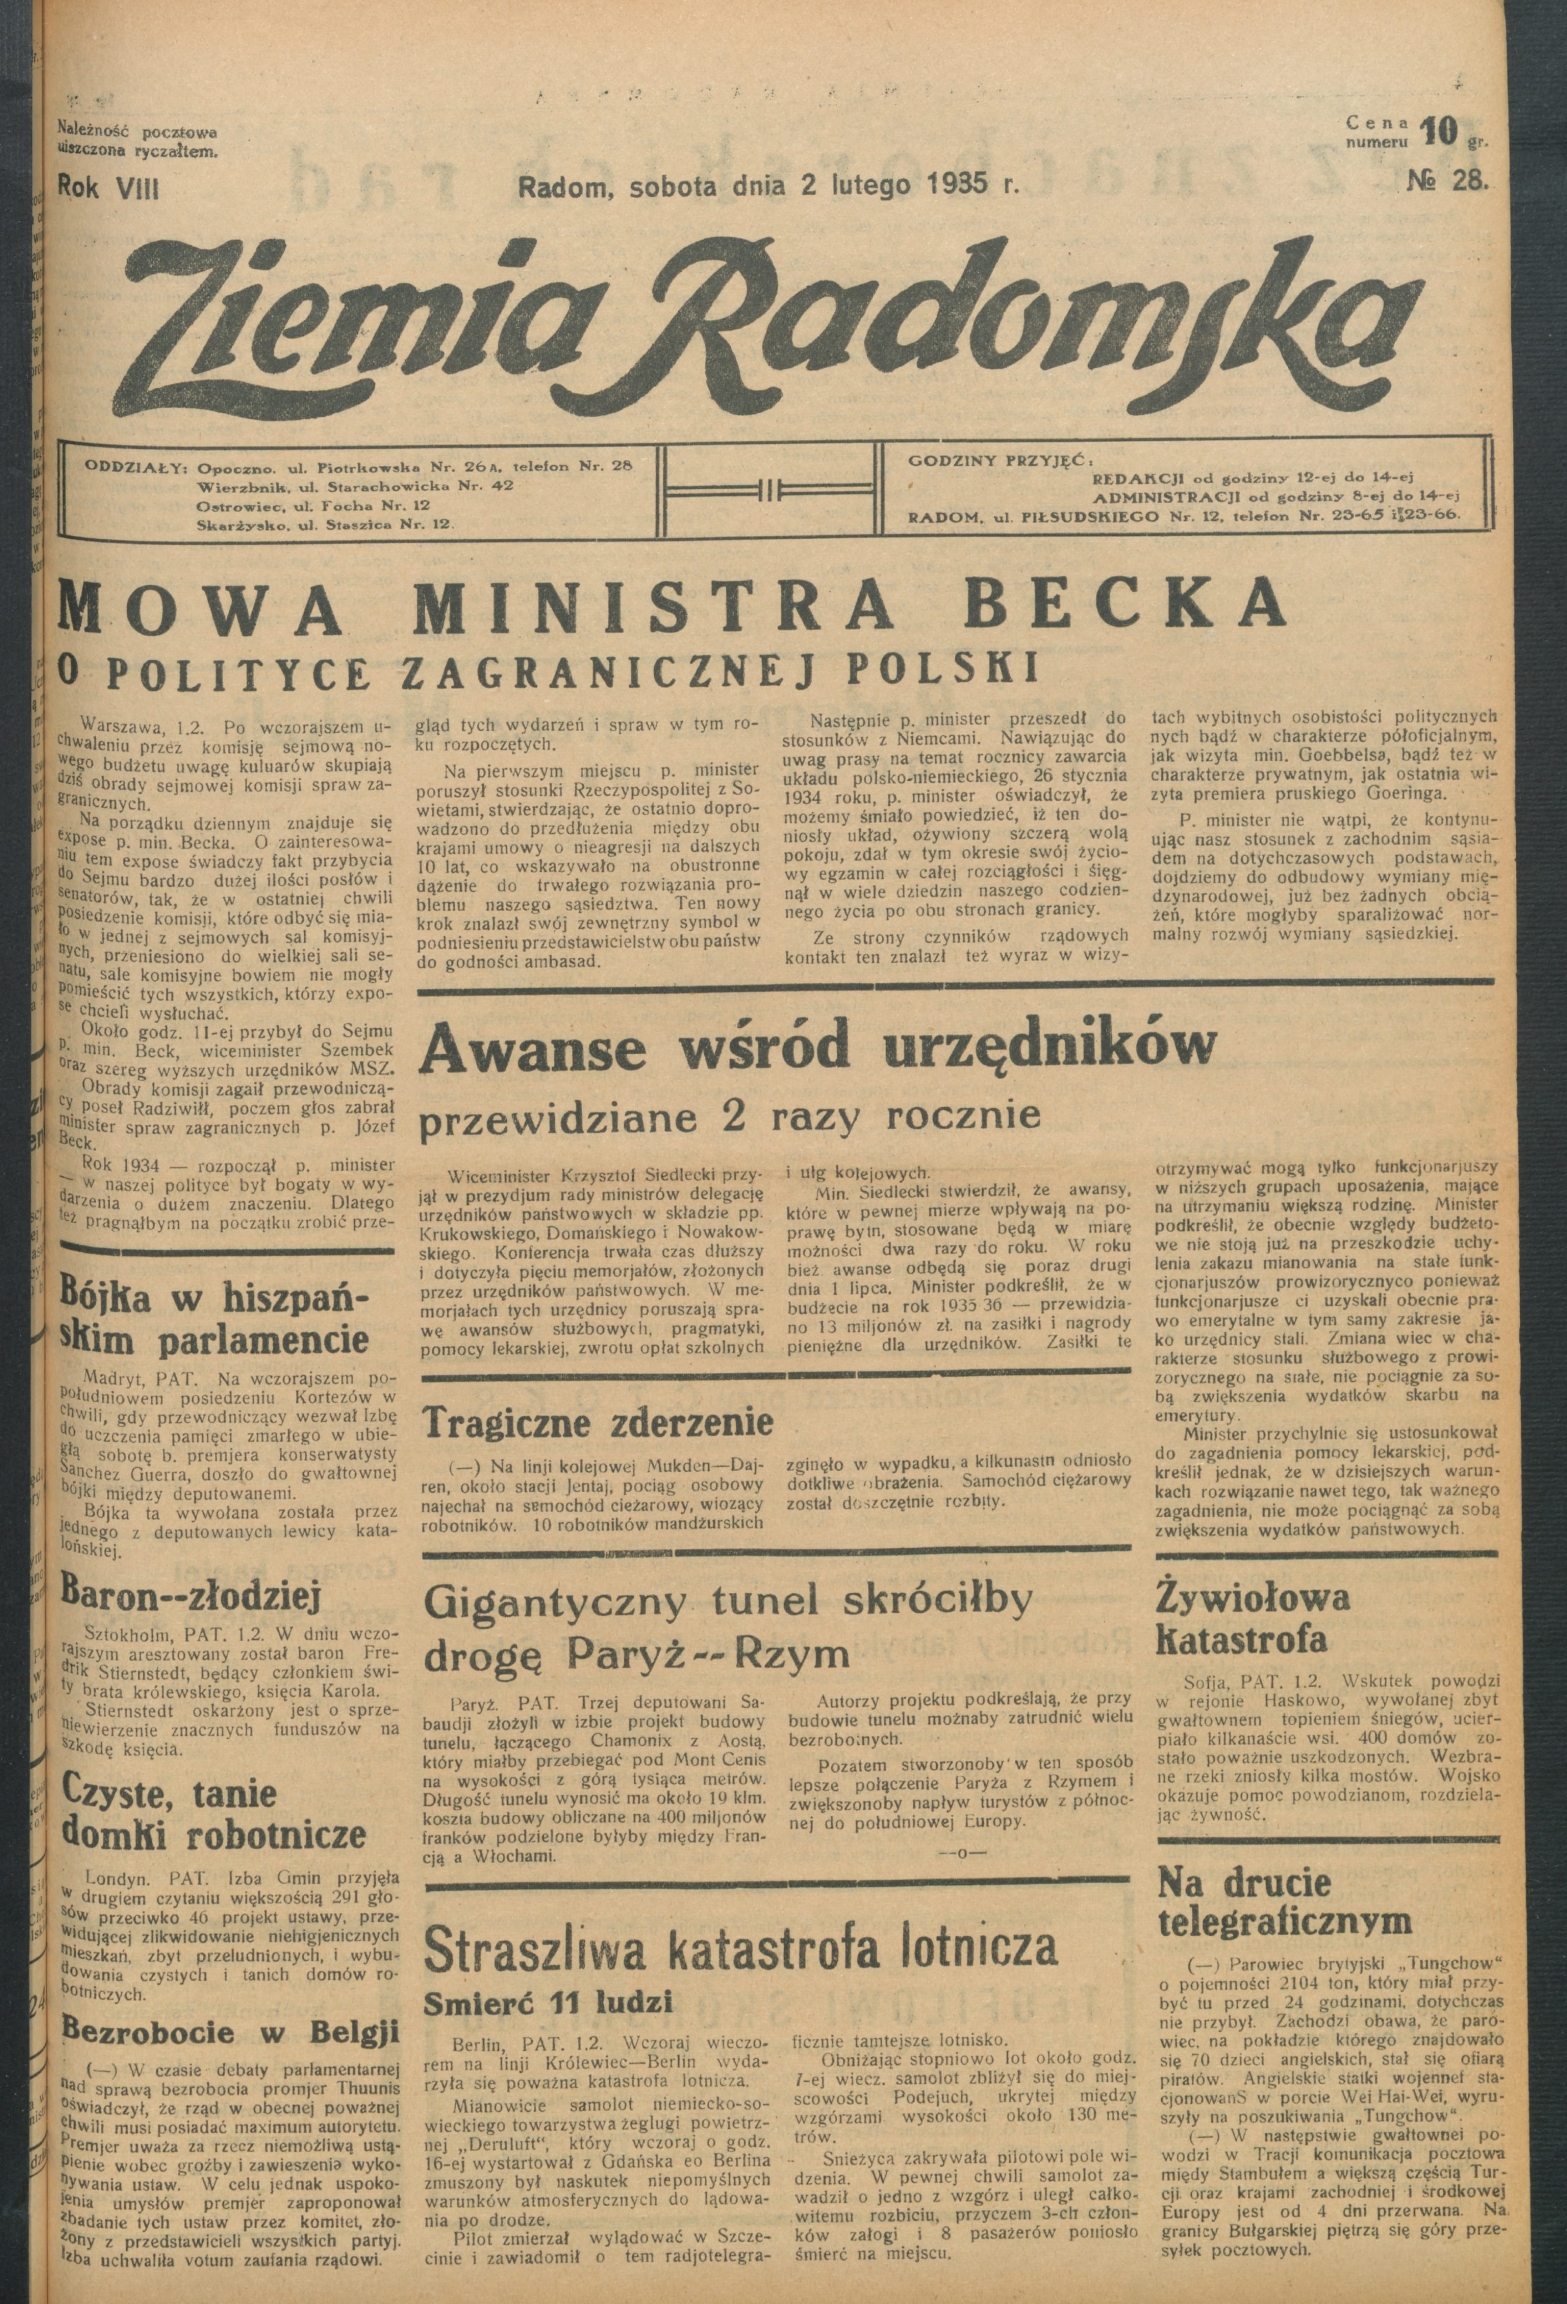 Należność pocztowa
uiszczona ryczałtem.
Cena
numeru 10 gr.
Rok VIII
Radom, sobota dnia 2 lutego 1935 r.
№ 28.
Ziemia Radomska
ODDZIAŁY: Opoczno, ul. Piotrkowska Nr. 26A, telefon Nr. 28
Wierzbnik, ul. Starachowicka Nr. 42
Ostrowiec, ul. Focha Nr. 12
Skarżysko, ul. Staszica Nr. 12.
GODZINY PRZYJĘĆ:
REDAKCJI od godziny 12-ej do 14-ej
ADMINISTRACJI od godziny 8-ej do 14-ej
RADOM, ul. PIŁSUDSKIEGO Nr. 12, telefon Nr. 23-65 i 23-66.
MOWA MINISTRA BECKA
O POLITYCE ZAGRANICZNEJ POLSKI
Warszawa, 1.2. Po wczorajszem u-
chwaleniu przez komisję sejmową no-
wego budżetu uwagę kuluarów skupiają
dziś obrady sejmowej komisji spraw za-
granicznych.
Na porządku dziennym znajduje się
expose p. min. Becka. O zainteresowa-
niu tem expose świadczy fakt przybycia
do Sejmu bardzo dużej ilości posłów i
senatorów, tak, że w ostatniej chwili
posiedzenie komisji, które odbyć się mia-
ło w jednej z sejmowych sal komisyj-
nych, przeniesiono do wielkiej sali se-
natu, sale komisyjne bowiem nie mogły
pomieścić tych wszystkich, którzy expo-
se chcieli wysłuchać.
Około godz. 11-ej przybył do Sejmu
p. min. Beck, wiceminister Szembek
oraz szereg wyższych urzędników MSZ.
Obrady komisji zagaił przewodniczą-
cy poseł Radziwiłł, poczem głos zabrał
minister spraw zagranicznych p. Józef
Beck.
Rok 1934 — rozpoczął p. minister
— w naszej polityce był bogaty w wy-
darzenia o dużem znaczeniu. Dlatego
też pragnąłbym na początku zrobić prze-
gląd tych wydarzeń i spraw w tym ro-
ku rozpoczętych.
Na pierwszym miejscu p. minister
poruszył stosunki Rzeczypospolitej z So-
wietami, stwierdzając, że ostatnio dopro-
wadzono do przedłużenia między obu
krajami umowy o nieagresji na dalszych
10 lat, co wskazywało na obustronne
dążenie do trwałego rozwiązania pro-
blemu naszego sąsiedztwa. Ten nowy
krok znalazł swój zewnętrzny symbol w
podniesieniu przedstawicielstw obu państw
do godności ambasad.
Następnie p. minister przeszedł do
stosunków z Niemcami. Nawiązując do
uwag prasy na temat rocznicy zawarcia
układu polsko-niemieckiego, 26 stycznia
1934 roku, p. minister oświadczył, że
możemy śmiało powiedzieć, iż ten do-
niosły układ, ożywiony szczerą wolą
pokoju, zdał w tym okresie swój życio-
wy egzamin w całej rozciągłości i sięg-
nął w wiele dziedzin naszego codzien-
nego życia po obu stronach granicy.
Ze strony czynników rządowych
kontakt ten znalazł też wyraz w wizy-
tach wybitnych osobistości politycznych
nych bądź w charakterze półoficjalnym,
jak wizyta min. Goebbelsa, bądź też w
charakterze prywatnym, jak ostatnia wi-
zyta premiera pruskiego Goeringa.
P. minister nie wątpi, że kontynu-
ując nasz stosunek z zachodnim sąsia-
dem na dotychczasowych podstawach,
dojdziemy do odbudowy wymiany mię-
dzynarodowej, już bez żadnych obcią-
żeń, które mogłyby sparaliżować nor-
malny rozwój wymiany sąsiedzkiej.
Awanse wśród urzędników
przewidziane 2 razy rocznie
Wiceminister Krzysztof Siedlecki przy-
jął w prezydjum rady ministrów delegację
urzędników państwowych w składzie pp.
Krukowskiego, Domańskiego i Nowakow-
skiego. Konferencja trwała czas dłuższy
i dotyczyła pięciu memorjałów, złożonych
przez urzędników państwowych. W me-
morjałach tych urzędnicy poruszają spra-
wę awansów służbowych, pragmatyki,
pomocy lekarskiej, zwrotu opłat szkolnych
i ulg kolejowych.
Min. Siedlecki stwierdził, że awansy,
które w pewnej mierze wpływają na po-
prawę bytn, stosowane będą w miarę
możności dwa razy do roku. W roku
bież awanse odbędą się poraz drugi
dnia 1 lipca. Minister podkreślił, że w
budżecie na rok 1935 36 — przewidzia-
no 13 miljonów zł. na zasiłki i nagrody
pieniężne dla urzędników. Zasiłki te
otrzymywać mogą tylko funkcjonarjuszy
w niższych grupach uposażenia, mające
na utrzymaniu większą rodzinę. Minister
podkreślił, że obecnie względy budżeto-
we nie stoją już na przeszkodzie uchy-
lenia zakazu mianowania na stałe funk-
cjonarjuszów prowizorycznyco ponieważ
funkcjonarjusze ci uzyskali obecnie pra-
wo emerytalne w tym samy zakresie ja-
ko urzędnicy stali. Zmiana wiec w cha-
rakterze stosunku służbowego z prowi-
zorycznego na stałe, nie pociągnie za so-
bą zwiększenia wydatków skarbu na
emerytury.
Minister przychylnie się ustosunkował
do zagadnienia pomocy lekarskiej, pod-
kreślił jednak, że w dzisiejszych warun-
kach rozwiązanie nawet tego, tak ważnego
zagadnienia, nie może pociągnąć za sobą
zwiększenia wydatków państwowych.
Bójka w hiszpań-
skim parlamencie
Madryt, PAT. Na wczorajszem po-
południowem posiedzeniu Kortezów w
chwili, gdy przewodniczący wezwał Izbę
do uczczenia pamięci zmarłego w ubie-
głą sobotę b. premjera konserwatysty
Sanchez Guerra, doszło do gwałtownej
bójki między deputowanemi.
Bójka ta wywołana została przez
jednego z deputowanych lewicy kata-
lońskiej.
Baron--złodziej
Sztokholm, PAT. 1.2. W dniu wczo-
rajszym aresztowany został baron Fre-
drik Stiernstedt, będący członkiem świ-
ty brata królewskiego, księcia Karola.
Stiernstedt oskarżony jest o sprze-
niewierzenie znacznych funduszów na
szkodę księcia.
Czyste, tanie
domki robotnicze
Londyn. PAT. Izba Gmin przyjęła
w drugiem czytaniu większością 291 gło-
sów przeciwko 46 projekt ustawy, prze-
widującej zlikwidowanie niehigjenicznych
mieszkań, zbyt przeludnionych, i wybu-
dowania czystych i tanich domów ro-
botniczych.
Bezrobocie w Belgji
(—) W czasie debaty parlamentarnej
nad sprawą bezrobocia promjer Thuunis
oświadczył, że rząd w obecnej poważnej
chwili musi posiadać maximum autorytetu.
Premjer uważa za rzecz niemożliwą ustą-
pienie wobec groźby i zawieszenia wyko-
nywania ustaw. W celu jednak uspoko-
jenia umysłów premjer zaproponował
zbadanie tych ustaw przez komitet, zło-
żony z przedstawicieli wszystkich partyj.
Izba uchwaliła votum zaufania rządowi.
Tragiczne zderzenie
(—) Na linji kolejowej Mukden—Daj-
ren, około stacji Jentaj, pociąg osobowy
najechał na semochód cieżarowy, wiozący
robotników. 10 robotników mandżurskich
zginęło w wypadku, a kilkunastn odniosło
dotkliwe obrażenia. Samochód ciężarowy
został doszczętnie rozbity.
Gigantyczny tunel skróciłby
drogę Paryż--Rzym
Paryż. PAT. Trzej deputowani Sa-
baudji złożyli w izbie projekt budowy
tunelu, łączącego Chamonix z Aostą,
który miałby przebiegać pod Mont Cenis
na wysokości z górą tysiąca metrów.
Długość tunelu wynosić ma około 19 klm.
koszta budowy obliczane na 400 miljonów
franków podzielone byłyby między Fran-
cją a Włochami.
Autorzy projektu podkreślają, że przy
budowie tunelu możnaby zatrudnić wielu
bezrobotnych.
Pozatem stworzonoby w ten sposób
lepsze połączenie Paryża z Rzymem i
zwiększonoby napływ turystów z północ-
nej do południowej Europy.
—o—
Straszliwa katastrofa lotnicza
Smierć 11 ludzi
Berlin, PAT. 1.2. Wczoraj wieczo-
rem na linji Królewiec—Berlin wyda-
rzyła się poważna katastrofa lotnicza.
Mianowicie samolot niemiecko-so-
wieckiego towarzystwa żeglugi powietrz-
nej „Deruluft“, który wczoraj o godz.
16-ej wystartował z Gdańska eo Berlina
zmuszony był naskutek niepomyślnych
warunków atmosferycznych do lądowa-
nia po drodze.
Pilot zmierzał wylądować w Szcze-
cinie i zawiadomił o tem radjotelegra-
ficznie tamtejsze lotnisko.
Obniżając stopniowo lot około godz.
7-ej wiecz. samolot zbliżył się do miej-
scowości Podejuch, ukrytej między
wzgórzami wysokości około 130 me-
trów.
Snieżyca zakrywała pilotowi pole wi-
dzenia. W pewnej chwili samolot za-
wadził o jedno z wzgórz i uległ całko-
witemu rozbiciu, przyczem 3-ch człon-
ków załogi i 8 pasażerów poniosło
śmierć na miejscu.
Żywiołowa
katastrofa
Sofja, PAT. 1.2. Wskutek powodzi
w rejonie Haskowo, wywołanej zbyt
gwałtownem topieniem śniegów, ucier-
piało kilkanaście wsi. 400 domów zo-
stało poważnie uszkodzonych. Wezbra-
ne rzeki zniosły kilka mostów. Wojsko
okazuje pomoc powodzianom, rozdziela-
jąc żywność.
Na drucie
telegraficznym
(—) Parowiec brytyjski „Tungchow“
o pojemności 2104 ton, który miał przy-
być tu przed 24 godzinami, dotychczas
nie przybył. Zachodzi obawa, że paro-
wiec, na pokładzie którego znajdowało
się 70 dzieci angielskich, stał się ofiarą
piratów. Angielskie statki wojennef sta-
cjonowanS w porcie Wei Hai-Wei, wyru-
szyły na poszukiwania „Tungchow“.
(—) W następstwie gwałtownei po-
wodzi w Tracji komunikacja pocztowa
między Stambułem a większą częścią Tur-
cji oraz krajami zachodniej i środkowej
Europy jest od 4 dni przerwana. Na
granicy Bułgarskiej piętrzą się góry prze-
syłek pocztowych.